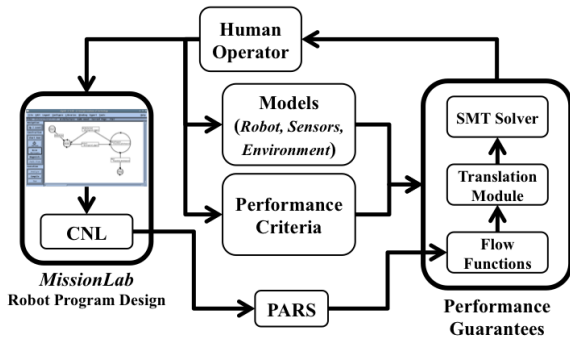 Human
Operator
Models
(Robot, Sensors,
Environment)
Performance
Criteria
CNL
MissionLab
Robot Program Design
PARS
SMT Solver
Translation
Module
Flow
Functions
Performance
Guarantees